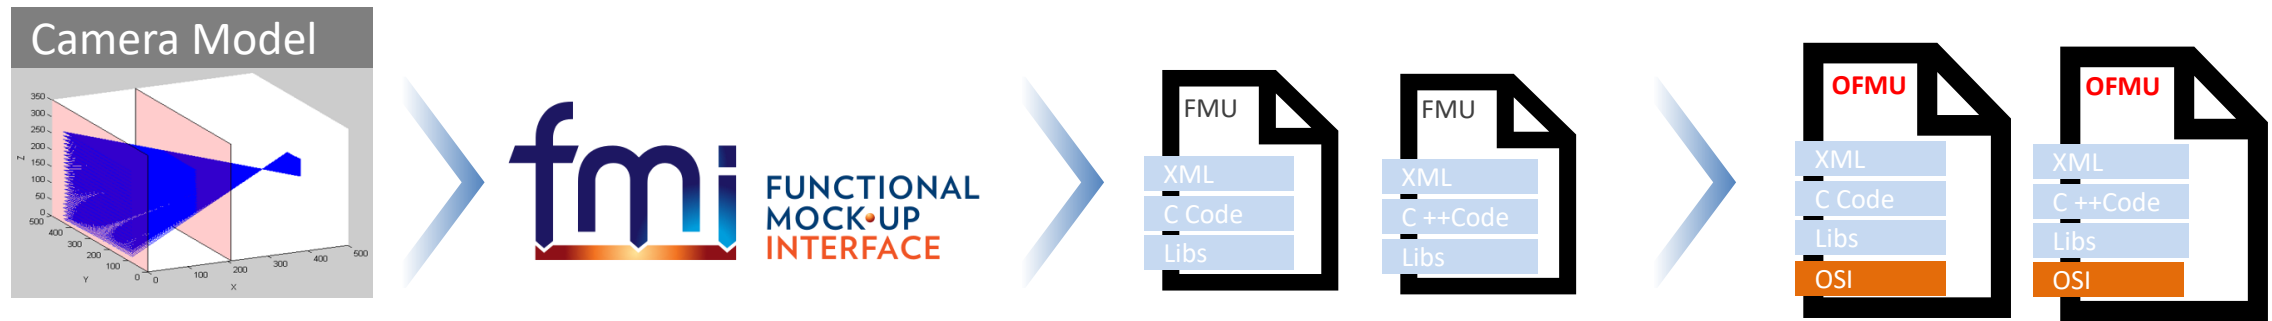 Camera Model
350
300
250
200
150
100
50
0
Z
500
400
300
200
100
0
Y
0
100
200
300
400
500
X
fmi
FUNCTIONAL
MOCK-UP
INTERFACE
FMU
XML
C Code
Libs
FMU
XML
C ++Code
Libs
OFMU
XML
C Code
Libs
OSI
OFMU
XML
C ++Code
Libs
OSI